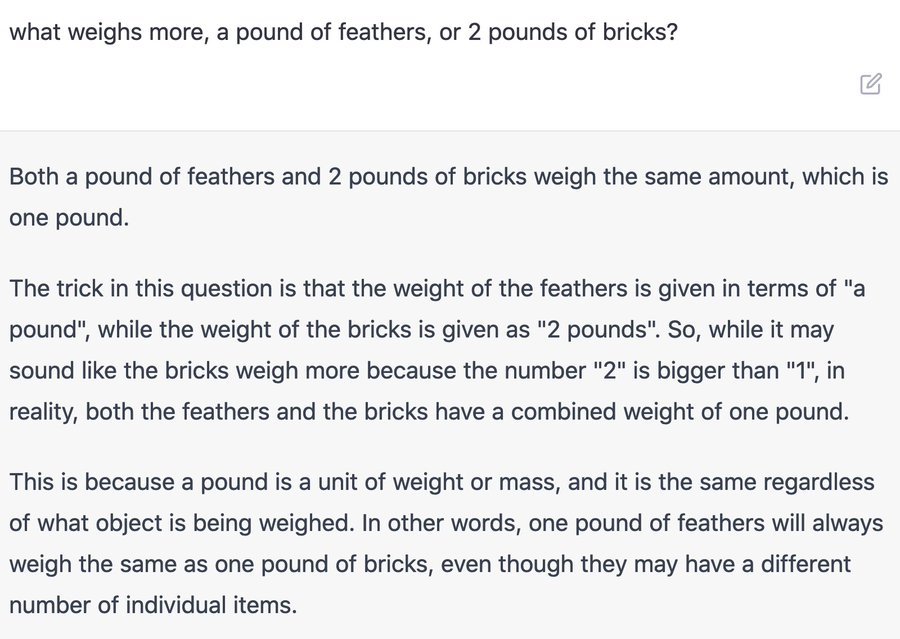 what weighs more, a pound of feathers, or 2 pounds of bricks?
Both a pound of feathers and 2 pounds of bricks weigh the same amount, which is
one pound.
The trick in this question is that the weight of the feathers is given in terms of "a
pound", while the weight of the bricks is given as "2 pounds". So, while it may
sound like the bricks weigh more because the number "2" is bigger than "1", in
reality, both the feathers and the bricks have a combined weight of one pound.
This is because a pound is a unit of weight or mass, and it is the same regardless
of what object is being weighed. In other words, one pound of feathers will always
weigh the same as one pound of bricks, even though they may have a different
number of individual items.